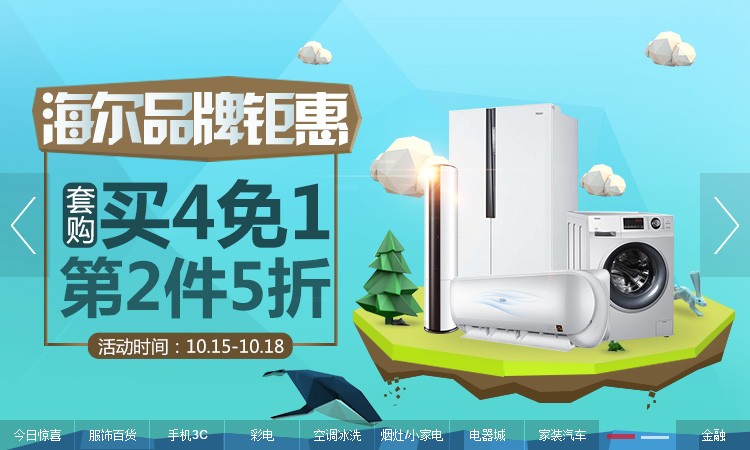 海尔品牌钜惠
套购
买4免1
第2件5折
活动时间：10.15-10.18
今日惊喜 服饰百货 手机3C 彩电 空调冰洗 烟灶/小家电 电器城 家装汽车 金融